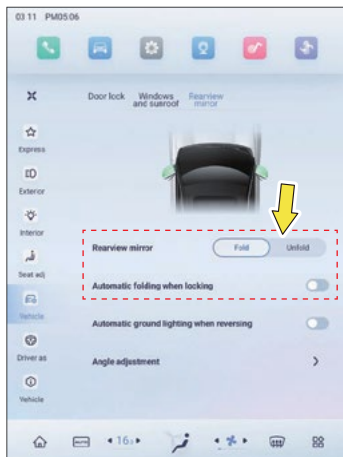 03 11 PM05:06
Door lock
Windows and sunroof
Rearview mirror
Express
Exterior
Interior
Seat adj
Rearview mirror
Fold
Unfold
Automatic folding when locking
Vehicle
Automatic ground lighting when reversing
Driver as
Angle adjustment
Vehicle
AUTO
16